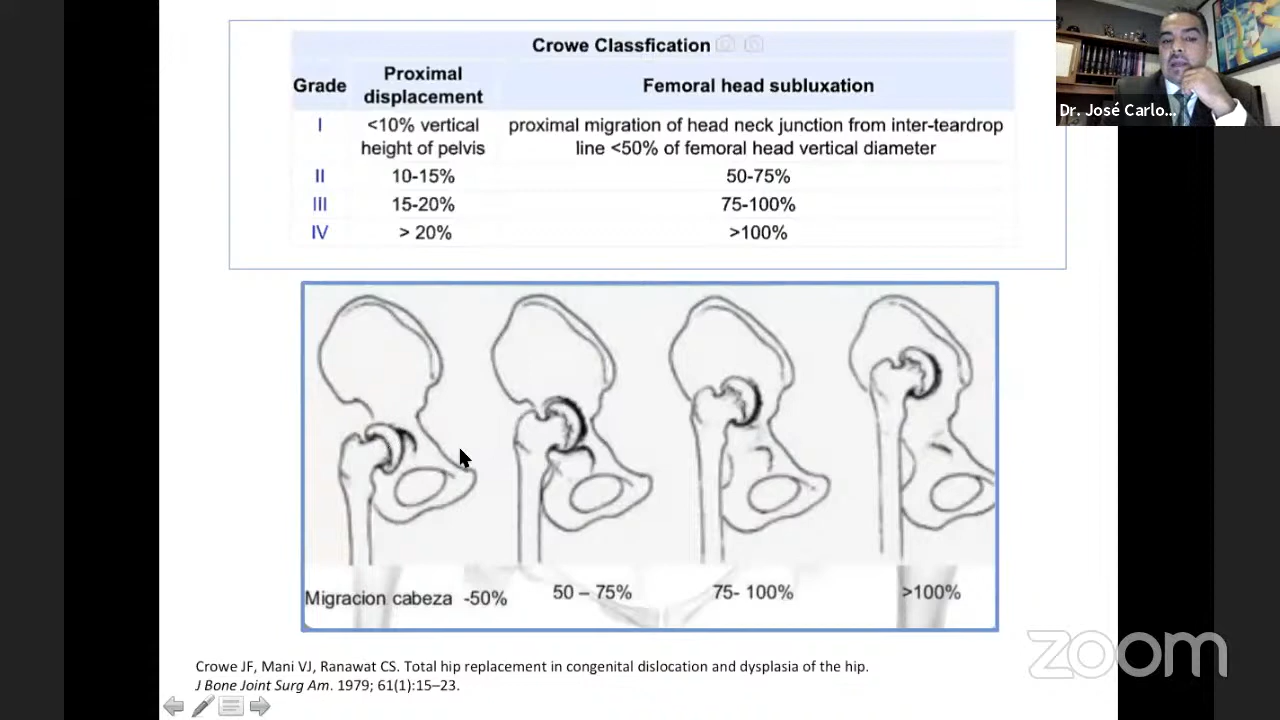 Crowe Classfication
Grade
Proximal
displacement
Femoral head subluxation
I
<10% vertical
height of pelvis
proximal migration of head neck junction from inter-teardrop
line <50% of femoral head vertical diameter
II
10-15%
50-75%
III
15-20%
75-100%
IV
> 20%
>100%
Migracion cabeza -50%
50 – 75%
75- 100%
>100%
Crowe JF, Mani VJ, Ranawat CS. Total hip replacement in congenital dislocation and dysplasia of the hip.
J Bone Joint Surg Am. 1979; 61(1):15–23.
Dr. José Carlo...
zoom